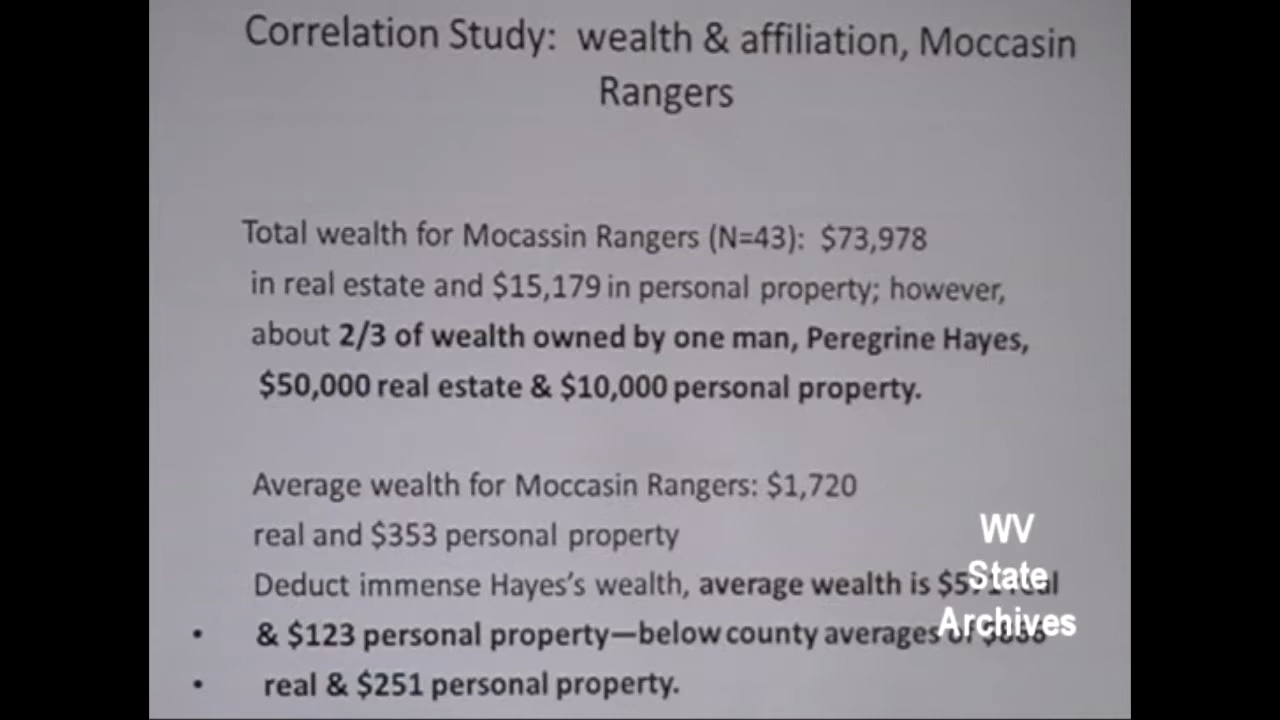 Correlation Study: wealth & affiliation, Moccasin
Rangers
Total wealth for Mocassin Rangers (N=43): $73,978
in real estate and $15,179 in personal property; however,
about 2/3 of wealth owned by one man, Peregrine Hayes,
$50,000 real estate & $10,000 personal property.
Average wealth for Moccasin Rangers: $1,720
real and $353 personal property
Deduct immense Hayes's wealth, average wealth is real
• & $123 personal property—below county averages of
• real & $251 personal property.
WV
State
Archives